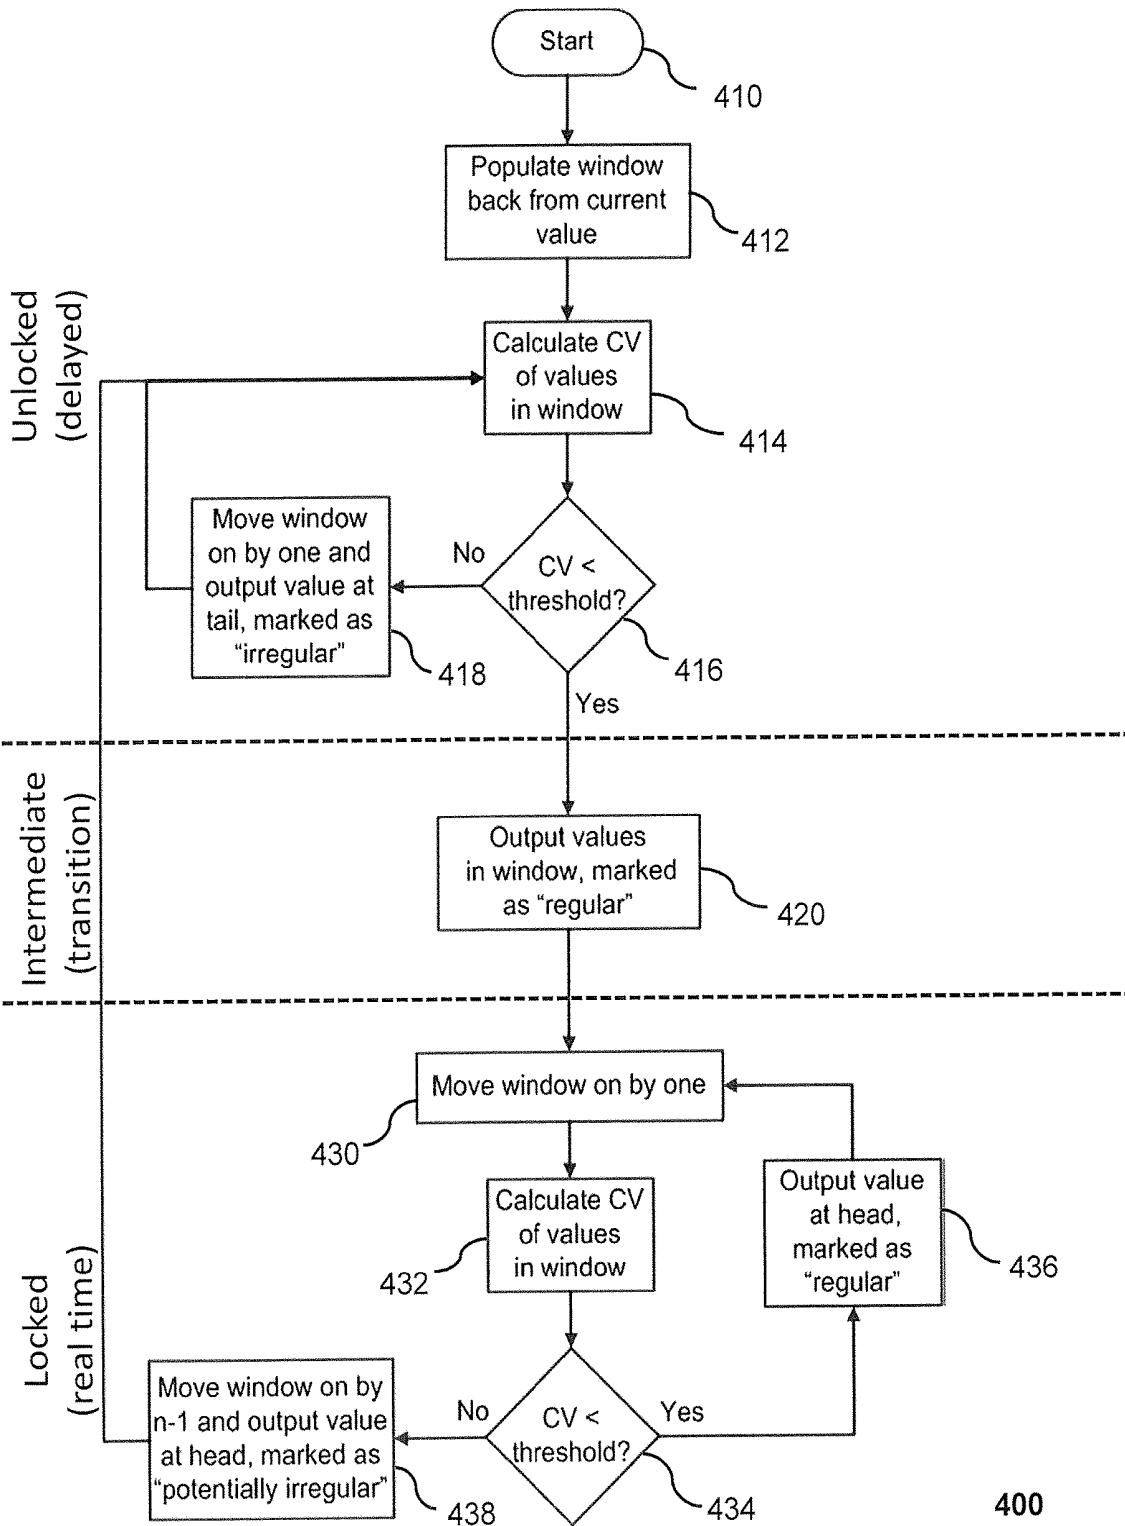 Start
410
Populate window
back from current
value
412
Unlocked
(delayed)
Calculate CV
of values
in window
414
Move window
on by one and
output value at
tail, marked as
“irregular”
418
No
CV <
threshold?
416
Yes
Intermediate
(transition)
Output values
in window, marked
as “regular”
420
Locked
(real time)
Move window on by one
430
Calculate CV
of values
in window
432
Output value
at head,
marked as
“regular”
436
Move window on by
n-1 and output value
at head, marked as
“potentially irregular”
438
No
CV <
threshold?
Yes
434
400